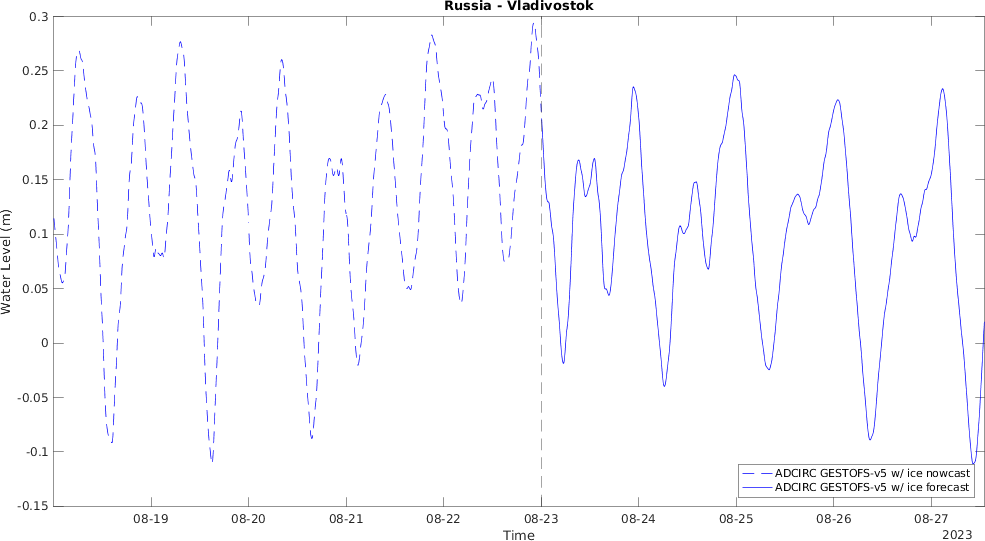 Russia - Vladivostok
Water Level (m)
0.3
0.25
0.2
0.15
0.1
0.05
0
-0.05
-0.1
-0.15
ADCIRC GESTOFS-v5 w/ ice nowcast
ADCIRC GESTOFS-v5 w/ ice forecast
08-19 08-20 08-21 08-22 08-23 08-24 08-25 08-26 08-27
Time
2023